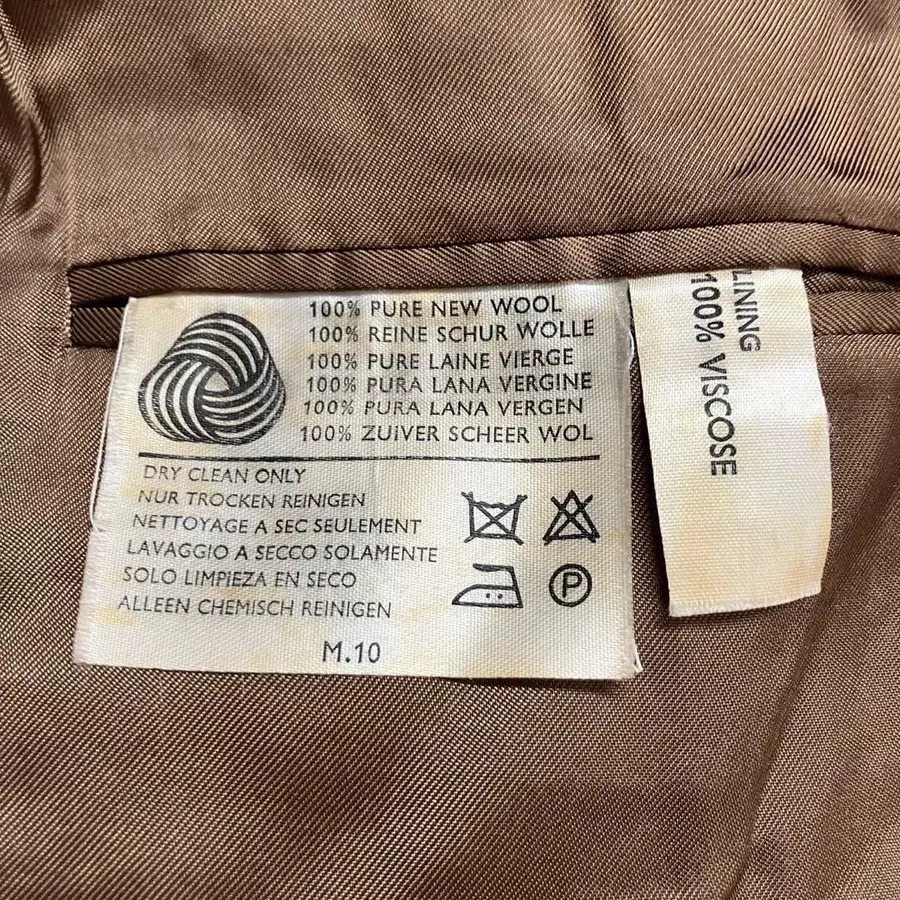 100% PURE NEW WOOL
100% REINE SCHUR WOLLE
100% PURE LAINE VIERGE
100% PURA LANA VERGINE
100% PURA LANA VERGEN
100% ZUIVER SCHEER WOL
DRY CLEAN ONLY
NUR TROCKEN REINIGEN
NETTOYAGE A SEC SEULEMENT
LAVAGGIO A SECCO SOLAMENTE
SOLO LIMPIEZA EN SECO
ALLEEN CHEMISCH REINIGEN
P
M.10
LINING
100% VISCOSE